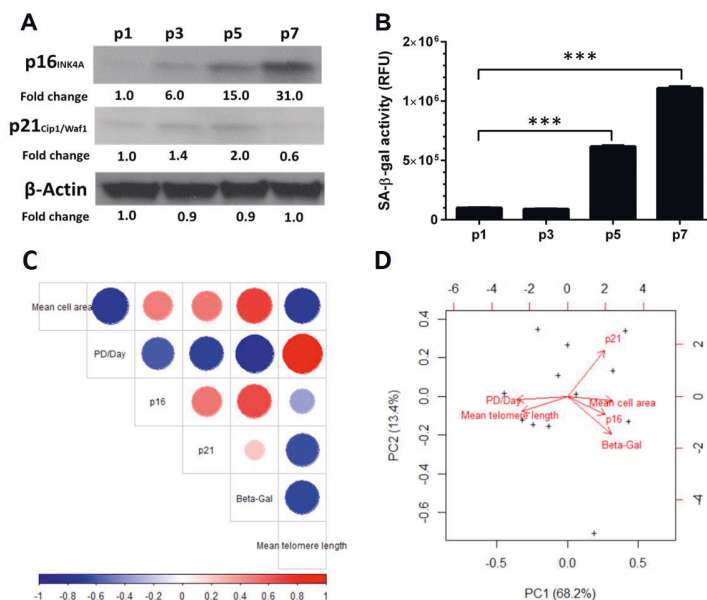 A
p1 p3 p5 p7
p16INK4A
Fold change 1.0 6.0 15.0 31.0
p21Cip1/Waf1
Fold change 1.0 1.4 2.0 0.6
β-Actin
Fold change 1.0 0.9 0.9 1.0
B
SA-β-gal activity (RFU)
2×10⁶
1×10⁶
5×10⁵
0
***
***
p1 p3 p5 p7
C
Mean cell area
PD/Day
p16
p21
Beta-Gal
Mean telomere length
-1 -0.8 -0.6 -0.4 -0.2 0 0.2 0.4 0.6 0.8 1
D
-6 -4 -2 0 2 4
PC2 (13.4%)
0.4
0.2
0.0
-0.2
-0.4
-0.6
2
0
-2
-4
p21
PD/Day
Mean cell area
Mean telomere length
p16
Beta-Gal
-0.5 0.0 0.5
PC1 (68.2%)